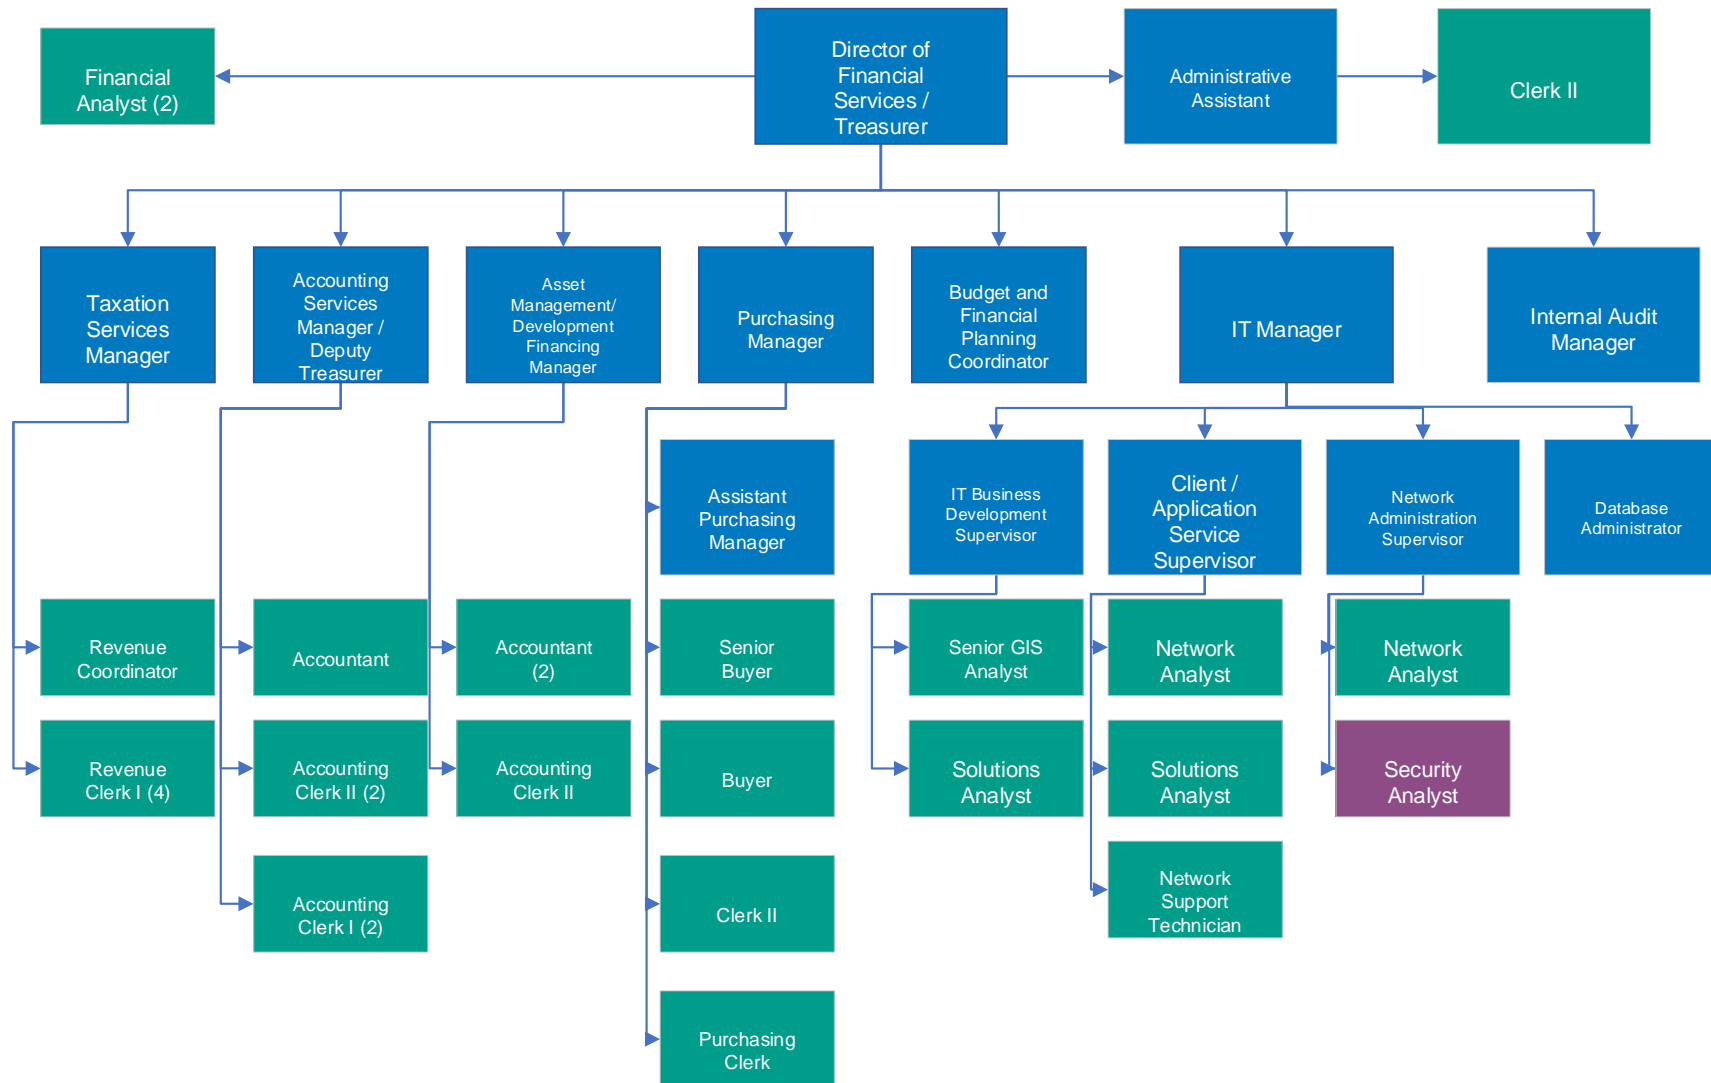 Financial
Analyst (2)
Director of
Financial
Services /
Treasurer
Administrative
Assistant
Clerk II
Taxation
Services
Manager
Accounting
Services
Manager /
Deputy
Treasurer
Asset
Management/
Development
Financing
Manager
Purchasing
Manager
Budget and
Financial
Planning
Coordinator
IT Manager
Internal Audit
Manager
Assistant
Purchasing
Manager
IT Business
Development
Supervisor
Client /
Application
Service
Supervisor
Network
Administration
Supervisor
Database
Administrator
Revenue
Coordinator
Accountant
Accountant
(2)
Senior
Buyer
Senior GIS
Analyst
Network
Analyst
Network
Analyst
Revenue
Clerk I (4)
Accounting
Clerk II (2)
Accounting
Clerk II
Buyer
Solutions
Analyst
Solutions
Analyst
Security
Analyst
Accounting
Clerk I (2)
Clerk II
Network
Support
Technician
Purchasing
Clerk